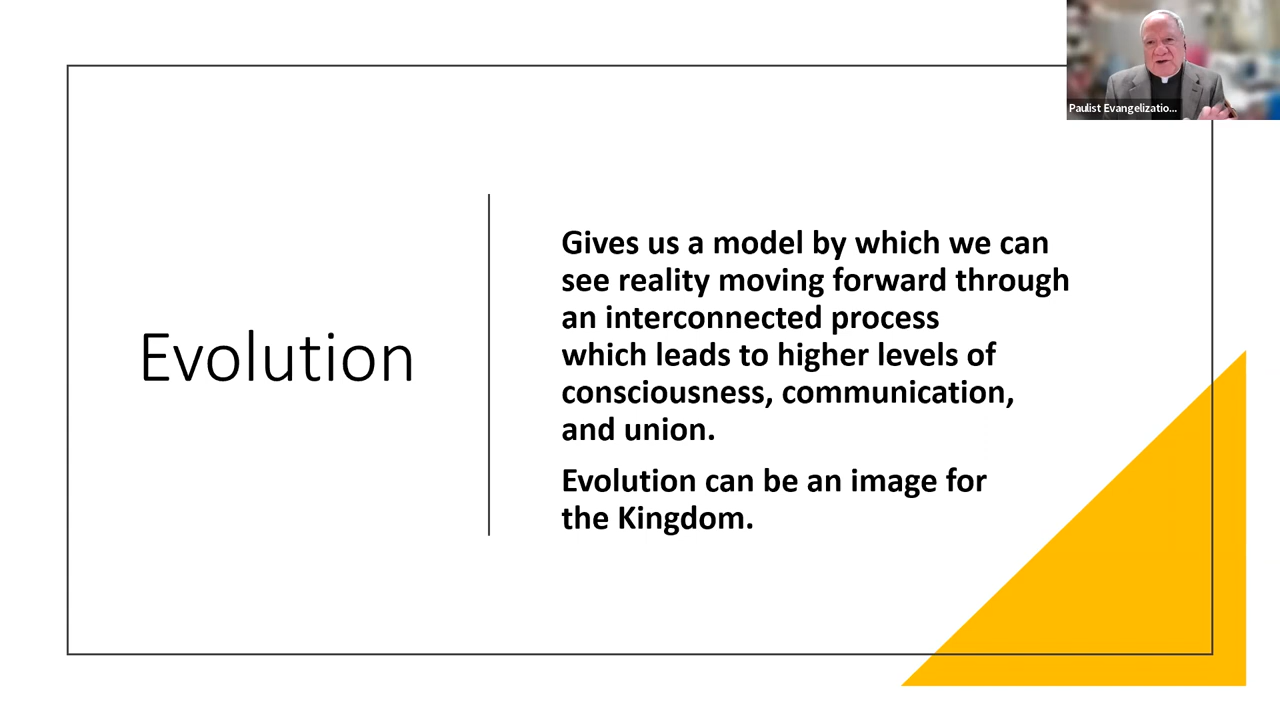 Paulist Evangelizatio...
Evolution
Gives us a model by which we can
see reality moving forward through
an interconnected process
which leads to higher levels of
consciousness, communication,
and union.
Evolution can be an image for
the Kingdom.